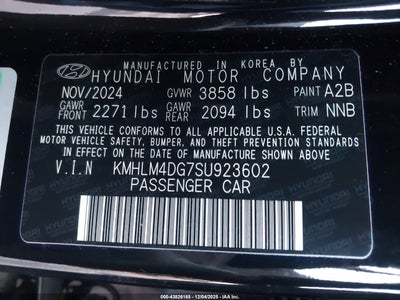 MANUFACTURED IN KOREA BY
HYUNDAI MOTOR COMPANY
NOV/2024 GVWR 3858 lbs PAINT A2B
GAWR FRONT 2271 lbs GAWR REAR 2094 lbs TRIM NNB
THIS VEHICLE CONFORMS TO ALL APPLICABLE U.S.A. FEDERAL
MOTOR VEHICLE SAFETY, BUMPER, AND THEFT PREVENTION
STANDARDS IN EFFECT ON THE DATE OF MANUFACTURE SHOWN ABOVE.
V.I.N KMHLM4DG7SU923602
PASSENGER CAR
000-43828165 - 12/04/2025 - IAA Inc.